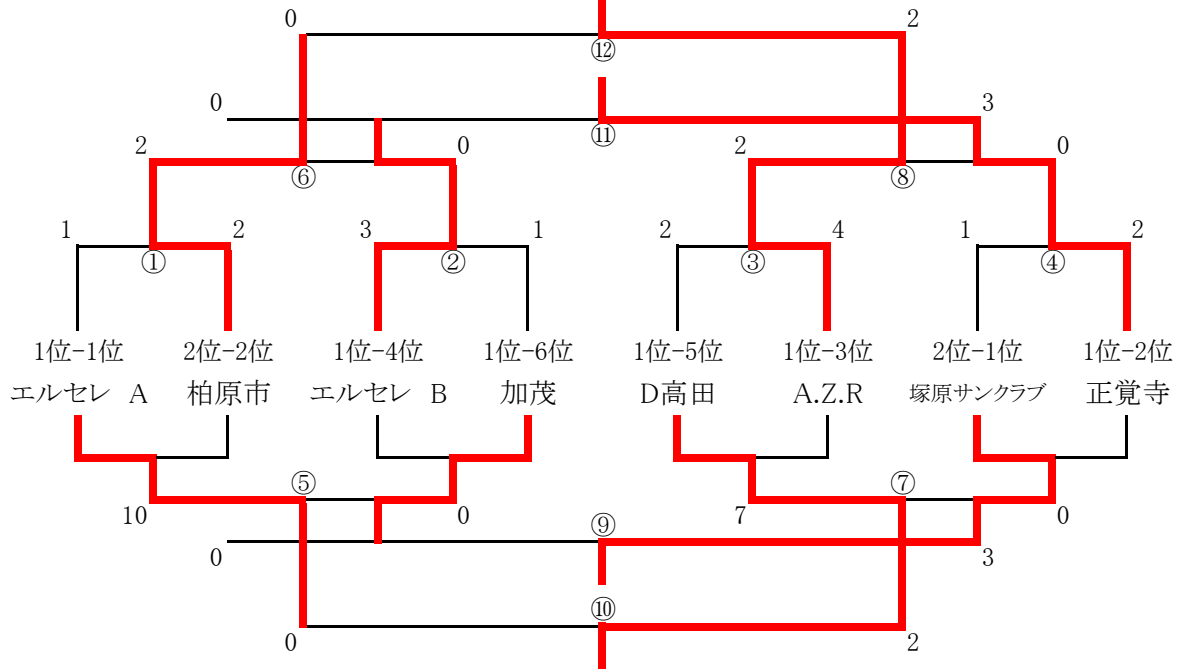 0 2
⑫
0 3
⑪
2 0 2 0
⑥ ⑧
1 2 3 1 2 4 1 2
① ② ③ ④
1位-1位 2位-2位 1位-4位 1位-6位 1位-5位 1位-3位 2位-1位 1位-2位
エルセレ A 柏原市 エルセレ B 加茂 D高田 A.Z.R 塚原サンクラブ 正覚寺
⑤ ⑦
10 0 7 0
⑨
0 3
⑩
0 2